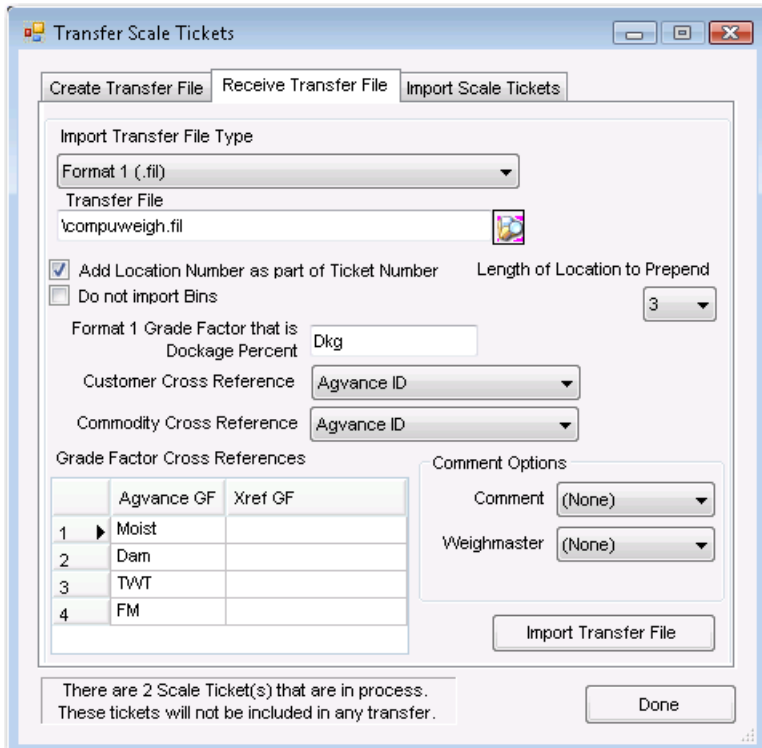 Transfer Scale Tickets
Create Transfer File Receive Transfer File Import Scale Tickets
Import Transfer File Type
Format 1 (.fil)
Transfer File
\compuweigh.fil
Add Location Number as part of Ticket Number Length of Location to Prepend
Do not import Bins 3
Format 1 Grade Factor that is
Dockage Percent Dkg
Customer Cross Reference Agvance ID
Commodity Cross Reference Agvance ID
Grade Factor Cross References Comment Options
Agvance GF Xref GF Comment (None)
1 Moist
2 Dam Weighmaster (None)
3 TWT
4 FM
Import Transfer File
There are 2 Scale Ticket(s) that are in process.
These tickets will not be included in any transfer. Done